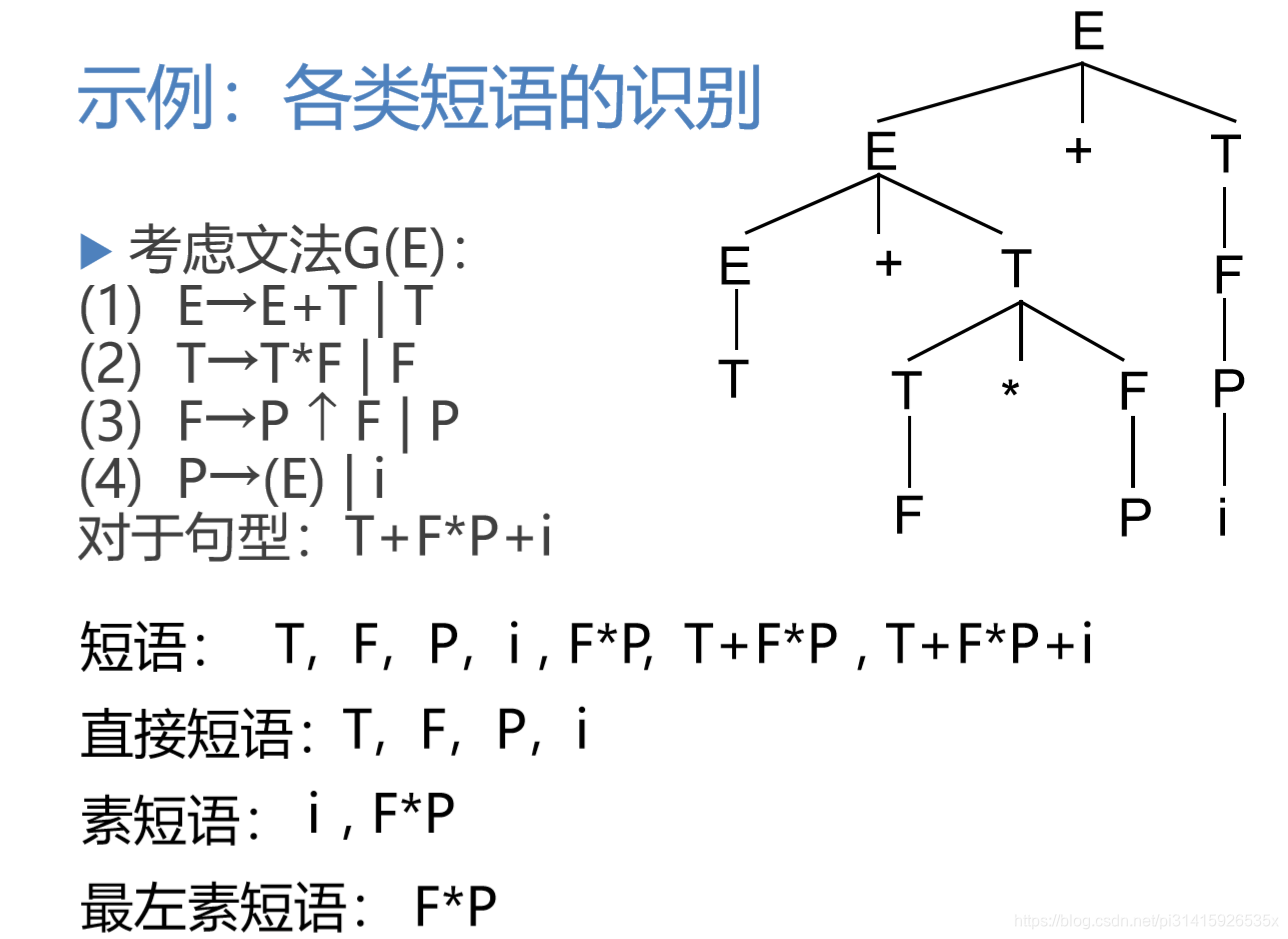 示例：各类短语的识别
考虑文法G(E)：
(1) E→E+T | T
(2) T→T*F | F
(3) F→P↑F | P
(4) P→(E) | i
对于句型：T+F*P+i
E
E + T
E + T F
T T * F P
F P i
短语： T, F, P, i , F*P, T+F*P , T+F*P+i
直接短语：T, F, P, i
素短语： i , F*P
最左素短语： F*P
https://blog.csdn.net/pi31415926535x